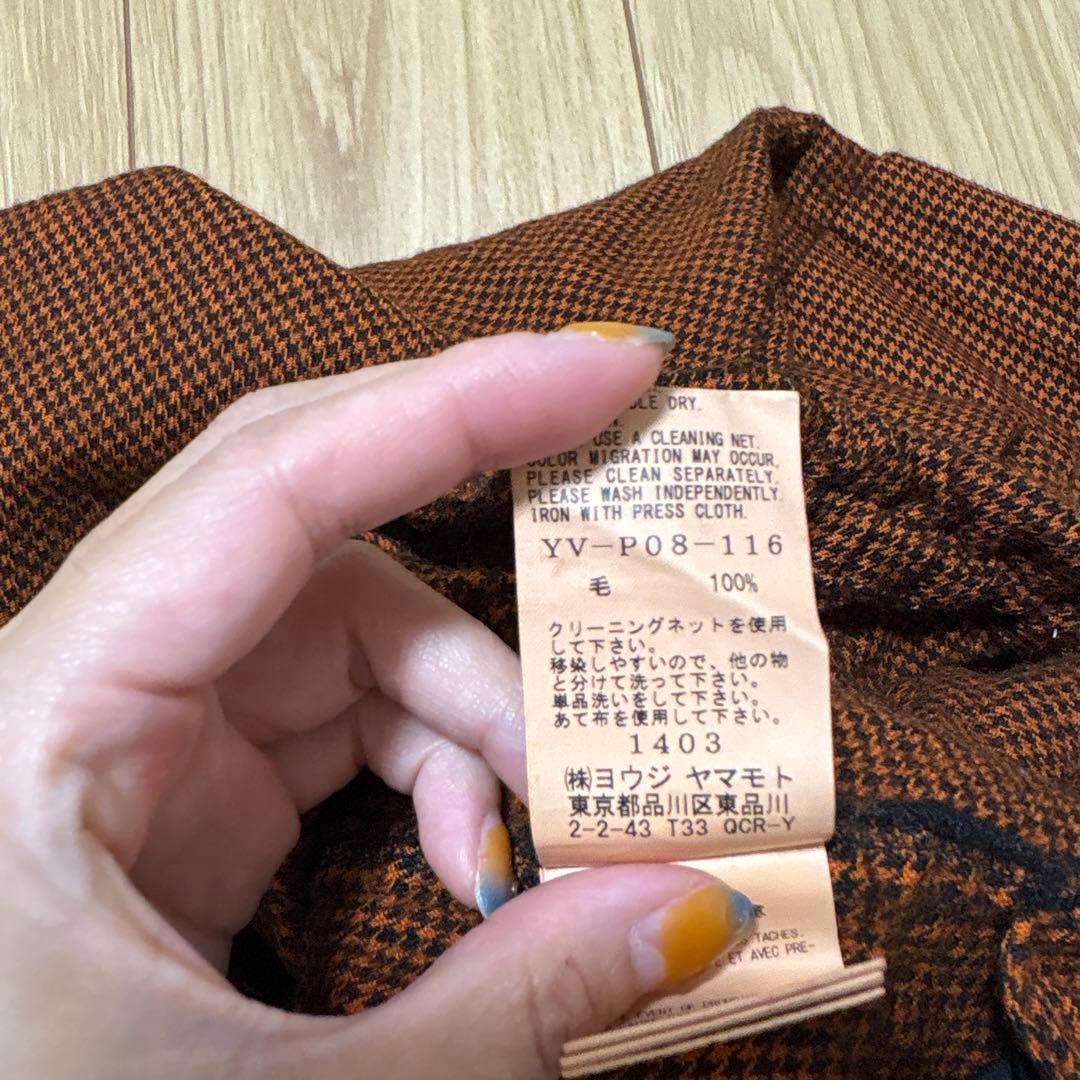 DRY.
USE A CLEANING NET.
COLOR MIGRATION MAY OCCUR,
PLEASE CLEAN SEPARATELY.
PLEASE WASH INDEPENDENTLY.
IRON WITH PRESS CLOTH.
YV-P08-116
毛 100%
クリーニングネットを使用
して下さい。
移染しやすいので、他の物
と分けて洗って下さい。
単品洗いをして下さい。
あて布を使用して下さい。
1403
㈱ヨウジ ヤマモト
東京都品川区東品川
2-2-43 T33 QCR-Y
TACHES.
ET AVEC PRE-
EVENT OF